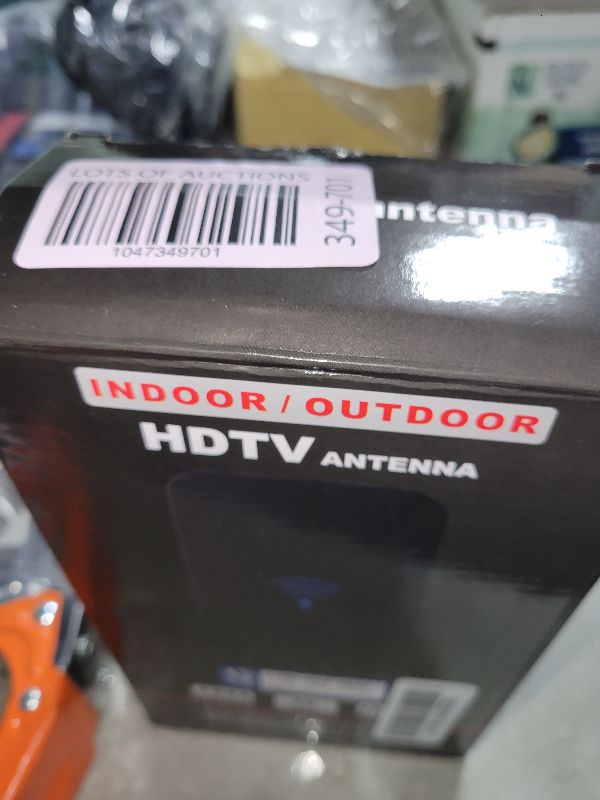 LOTS OF AUCTIONS
1047349701
349-701
antenna
INDOOR / OUTDOOR
HDTV ANTENNA